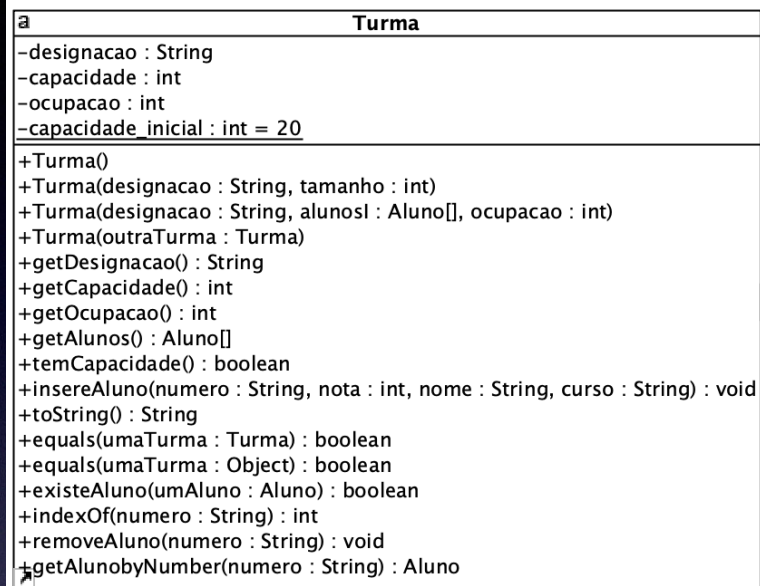 a
Turma
-designacao : String
-capacidade : int
-ocupacao : int
-capacidade_inicial : int = 20
+Turma()
+Turma(designacao : String, tamanho : int)
+Turma(designacao : String, alunosI : Aluno[], ocupacao : int)
+Turma(outraTurma : Turma)
+getDesignacao() : String
+getCapacidade() : int
+getOcupacao() : int
+getAlunos() : Aluno[]
+temCapacidade() : boolean
+insereAluno(numero : String, nota : int, nome : String, curso : String) : void
+toString() : String
+equals(umaTurma : Turma) : boolean
+equals(umaTurma : Object) : boolean
+existeAluno(umAluno : Aluno) : boolean
+indexOf(numero : String) : int
+removeAluno(numero : String) : void
+getAlunobyNumber(numero : String) : Aluno